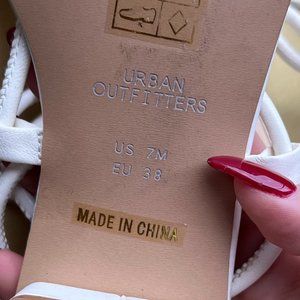 URBAN
OUTFITTERS
US 7M
EU 38
MADE IN CHINA